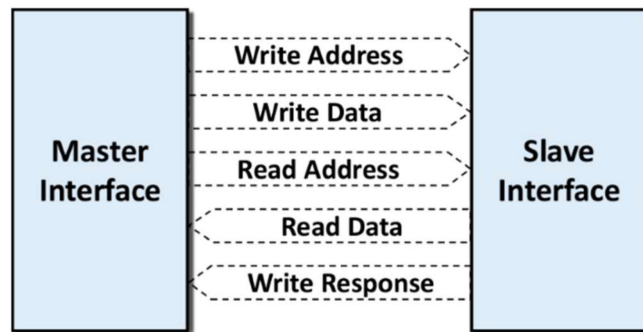 Master
Interface
Write Address
Write Data
Read Address
Read Data
Write Response
Slave
Interface